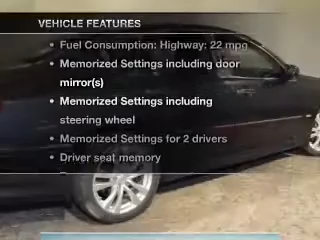 VEHICLE FEATURES
• Fuel Consumption: Highway: 22 mpg
• Memorized Settings including door
mirror(s)
• Memorized Settings including
steering wheel
• Memorized Settings for 2 drivers
• Driver seat memory